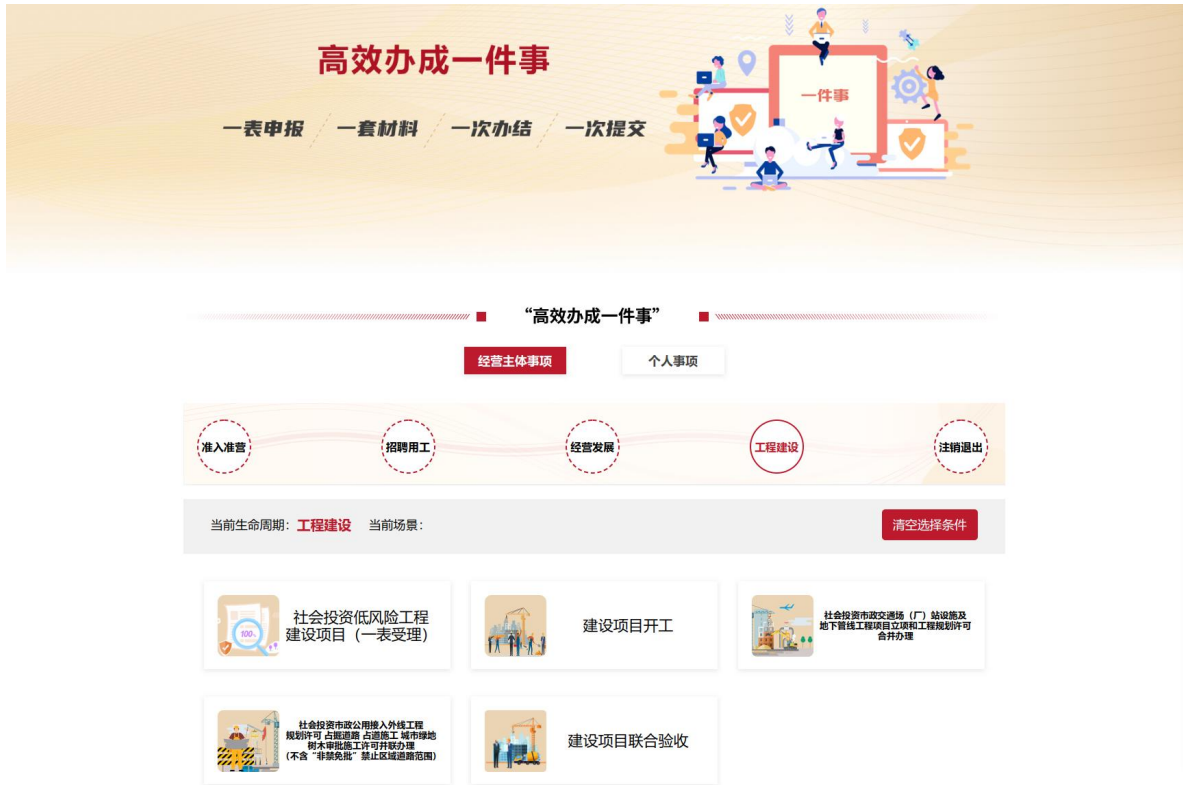 高效办成一件事
一表申报 一套材料 一次办结 一次提交
一件事
“高效办成一件事”
经营主体事项 个人事项
准入准营 招聘用工 经营发展 工程建设 注销退出
当前生命周期：工程建设 当前场景：
清空选择条件
100%
社会投资低风险工程
建设项目（一表受理）
建设项目开工
社会投资市政交通场（厂）站设施及
地下管线工程项目立项和工程规划许可
合并办理
社会投资市政公用接入外线工程
规划许可 占掘道路 占道施工 城市绿地
树木审批施工许可并联办理
(不含“非禁免批”禁止区域道路范围)
建设项目联合验收